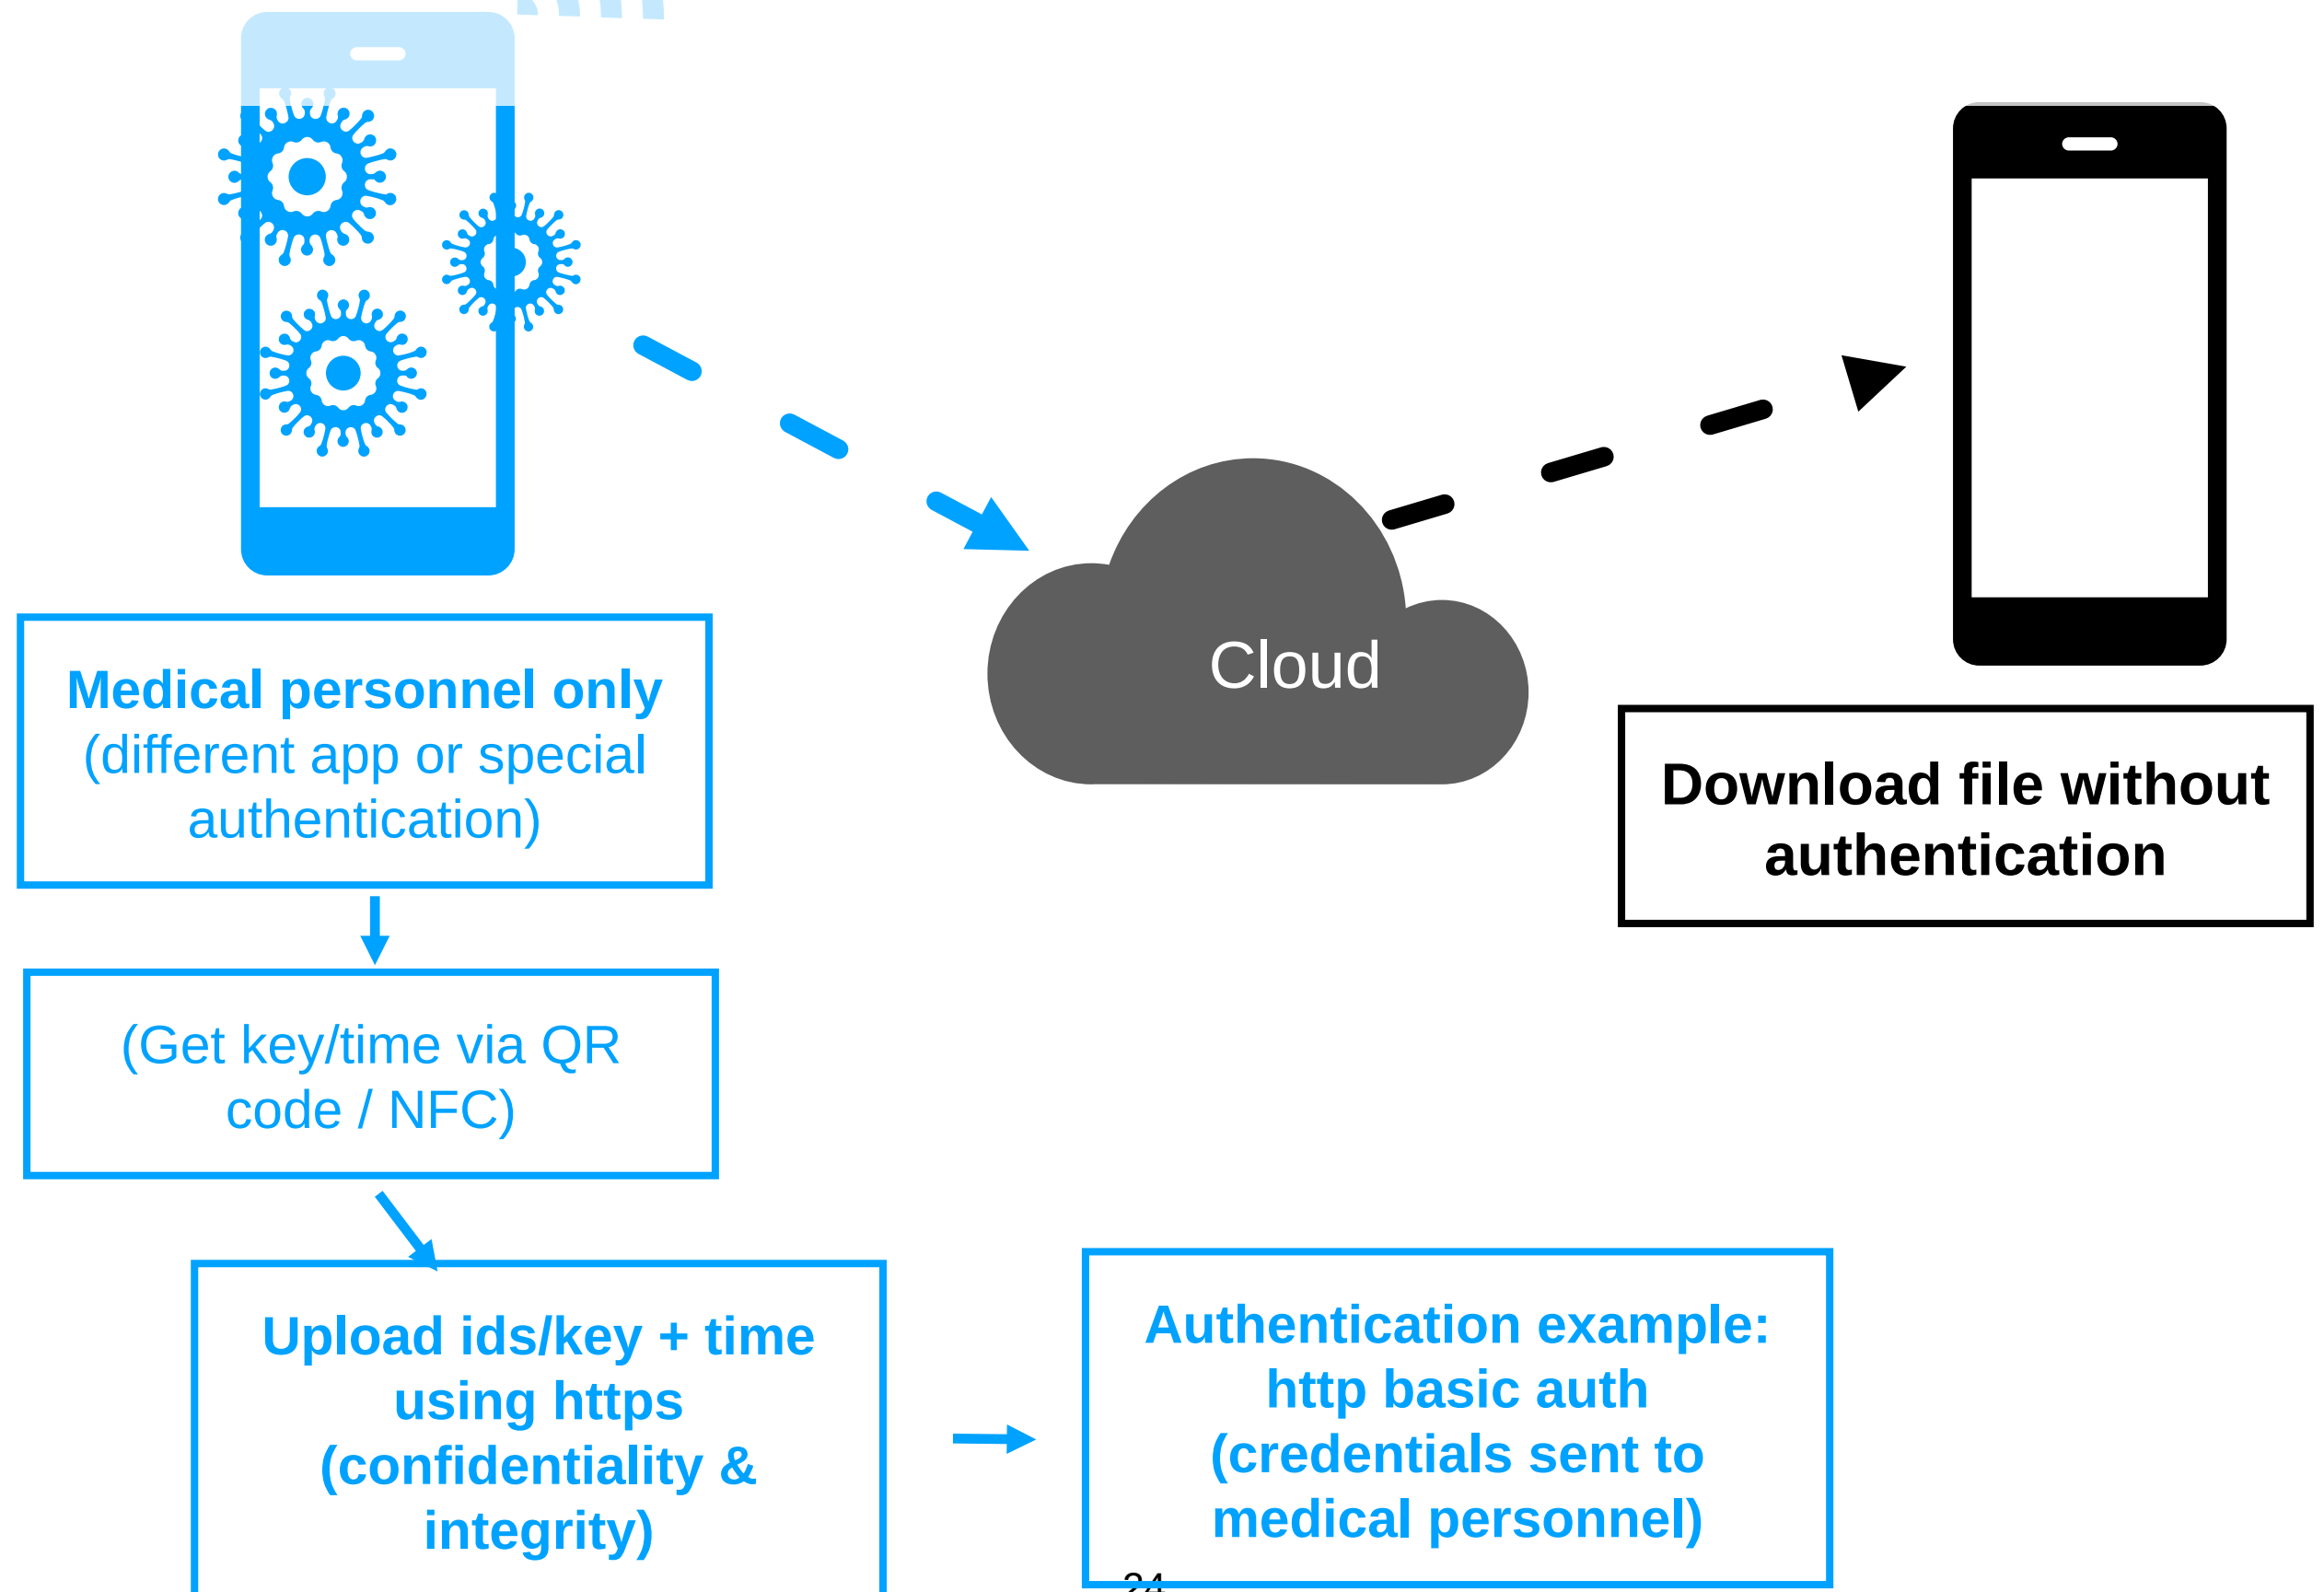 Cloud
Medical personnel only
(different app or special
authentication)
Download file without
authentication
(Get key/time via QR
code / NFC)
Upload ids/key + time
using https
(confidentiality &
integrity)
Authentication example:
http basic auth
(credentials sent to
medical personnel)
24